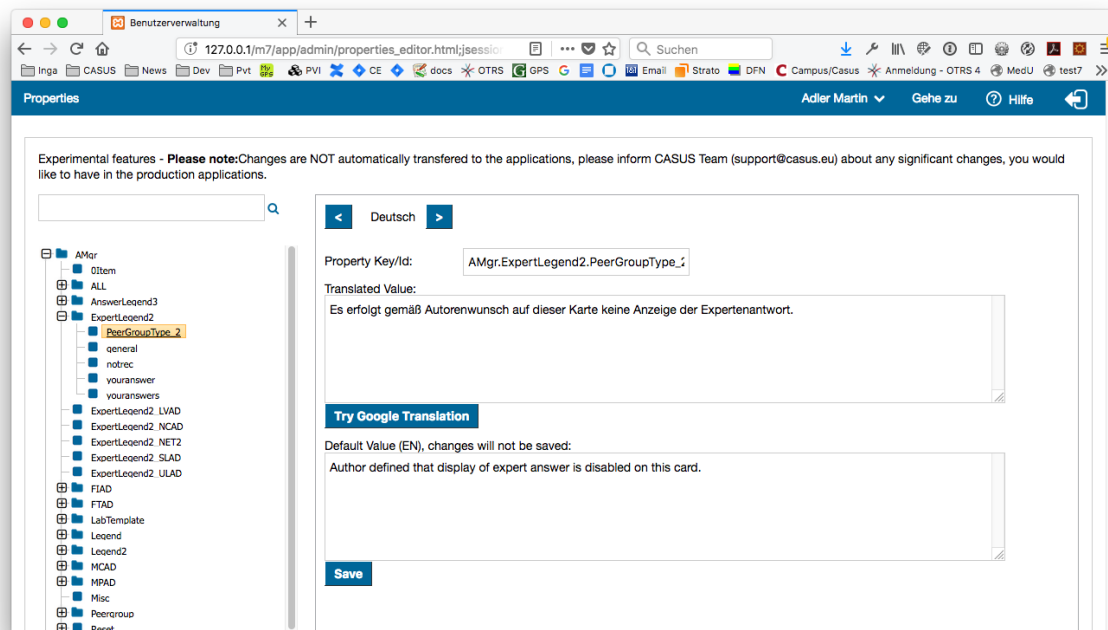 Benutzerverwaltung
127.0.0.1/m7/app/admin/properties_editor.html;jsessio
Suchen
Inga CASUS News Dev Pvt My GPS PVI CE docs OTRS GPS Email Strato DFN Campus/Casus Anmeldung - OTRS 4 MedU test7
Properties Adler Martin Gehe zu Hilfe
Experimental features - Please note:Changes are NOT automatically transfered to the applications, please inform CASUS Team (support@casus.eu) about any significant changes, you would
like to have in the production applications.
< Deutsch >
Property Key/Id: AMgr.ExpertLegend2.PeerGroupType_2
Translated Value:
Es erfolgt gemäß Autorenwunsch auf dieser Karte keine Anzeige der Expertenantwort.
Try Google Translation
Default Value (EN), changes will not be saved:
Author defined that display of expert answer is disabled on this card.
Save
AMgr
0Item
ALL
AnswerLegend3
ExpertLegend2
PeerGroupType_2
general
notrec
youranswer
youranswers
ExpertLegend2_LVAD
ExpertLegend2_NCAD
ExpertLegend2_NET2
ExpertLegend2_SLAD
ExpertLegend2_ULAD
FIAD
FTAD
LabTemplate
Legend
Legend2
MCAD
MPAD
Misc
Peergroup
Reset